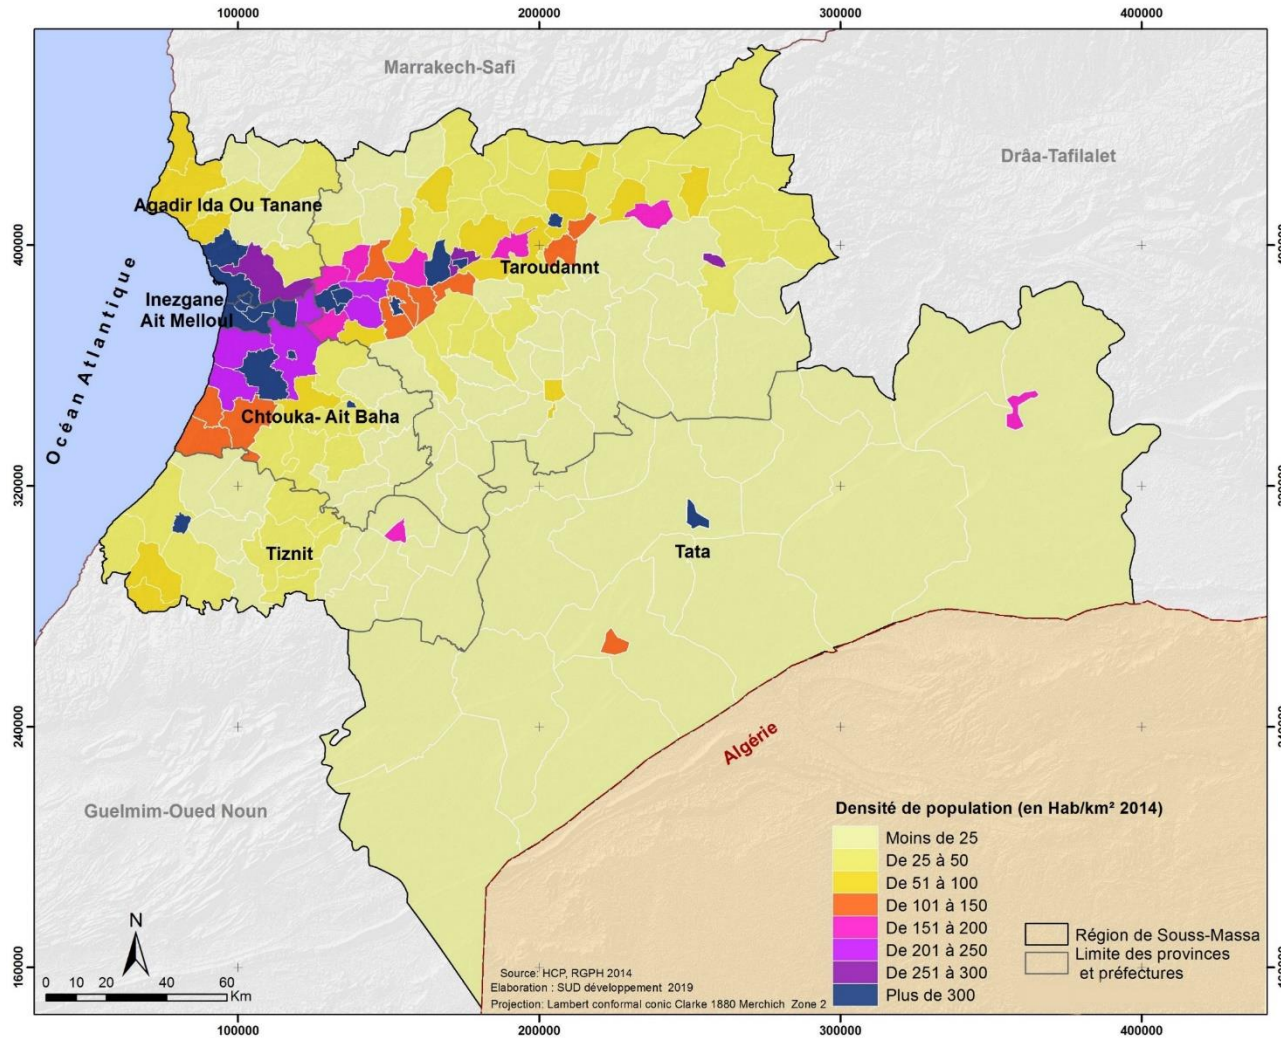 100000 200000 300000 400000
Marrakech-Safi
Drâa-Tafilalet
Agadir Ida Ou Tanane
400000
Taroudannt
Inezgane
Ait Melloul
Océan Atlantique
Chtouka- Ait Baha
320000
Tiznit
Tata
240000
Algérie
Guelmim-Oued Noun
Densité de population (en Hab/km² 2014)
Moins de 25
De 25 à 50
De 51 à 100
De 101 à 150
De 151 à 200
De 201 à 250
De 251 à 300
Plus de 300
Région de Souss-Massa
Limite des provinces
et préfectures
N
0 10 20 40 60
Km
160000
Source: HCP, RGPH 2014
Elaboration : SUD développement 2019
Projection: Lambert conformal conic Clarke 1880 Merchich Zone 2
100000 200000 300000 400000